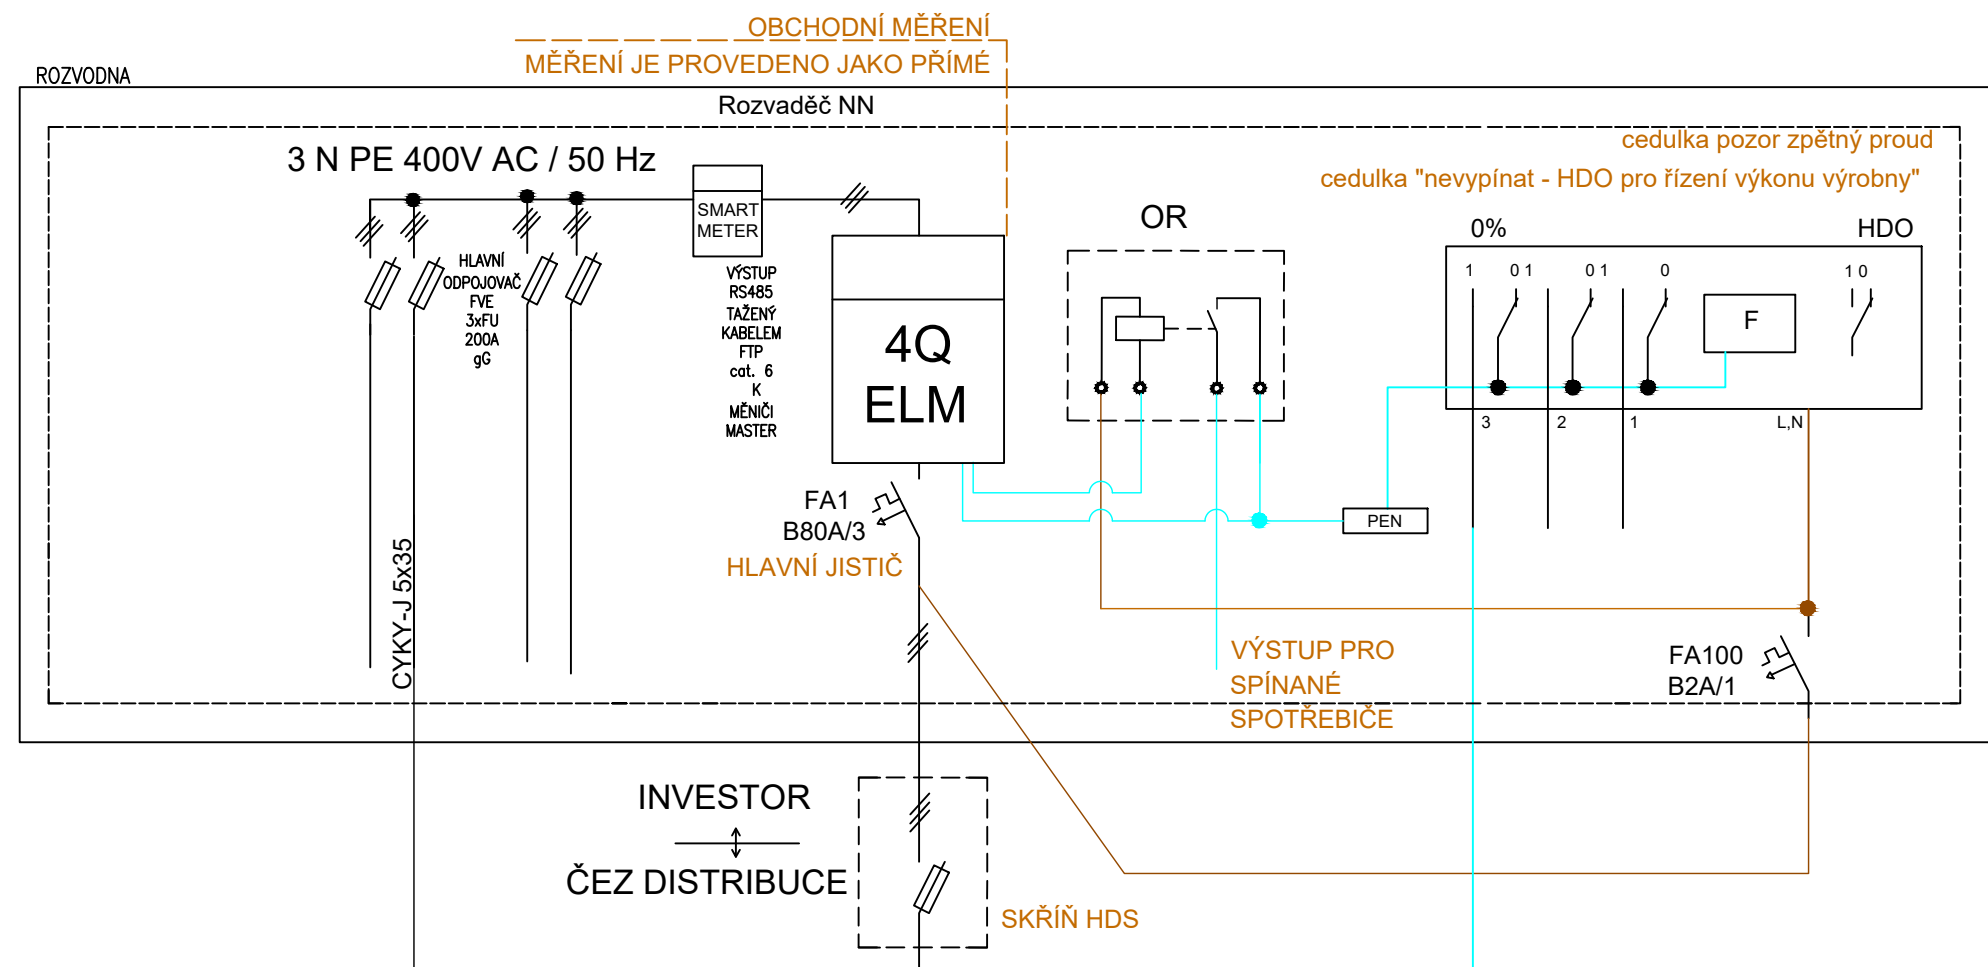 OBCHODNÍ MĚŘENÍ
MĚŘENÍ JE PROVEDENO JAKO PŘÍMÉ
ROZVODNA
Rozvaděč NN
cedulka pozor zpětný proud
cedulka "nevypínat - HDO pro řízení výkonu výrobny"
3 N PE 400V AC / 50 Hz
SMART
METER
OR
0%
HDO
HLAVNÍ
ODPOJOVAČ
FVE
3xFU
200A
gG
VÝSTUP
RS485
TAŽENÝ
KABELEM
FTP
cat. 6
K
MĚNIČI
MASTER
4Q
ELM
1
0 1
0 1
0
1 0
F
3
2
1
L,N
PEN
FA1
B80A/3
HLAVNÍ JISTIČ
CYKY-J 5x35
VÝSTUP PRO
SPÍNANÉ
SPOTŘEBIČE
FA100
B2A/1
INVESTOR
ČEZ DISTRIBUCE
SKŘÍŇ HDS